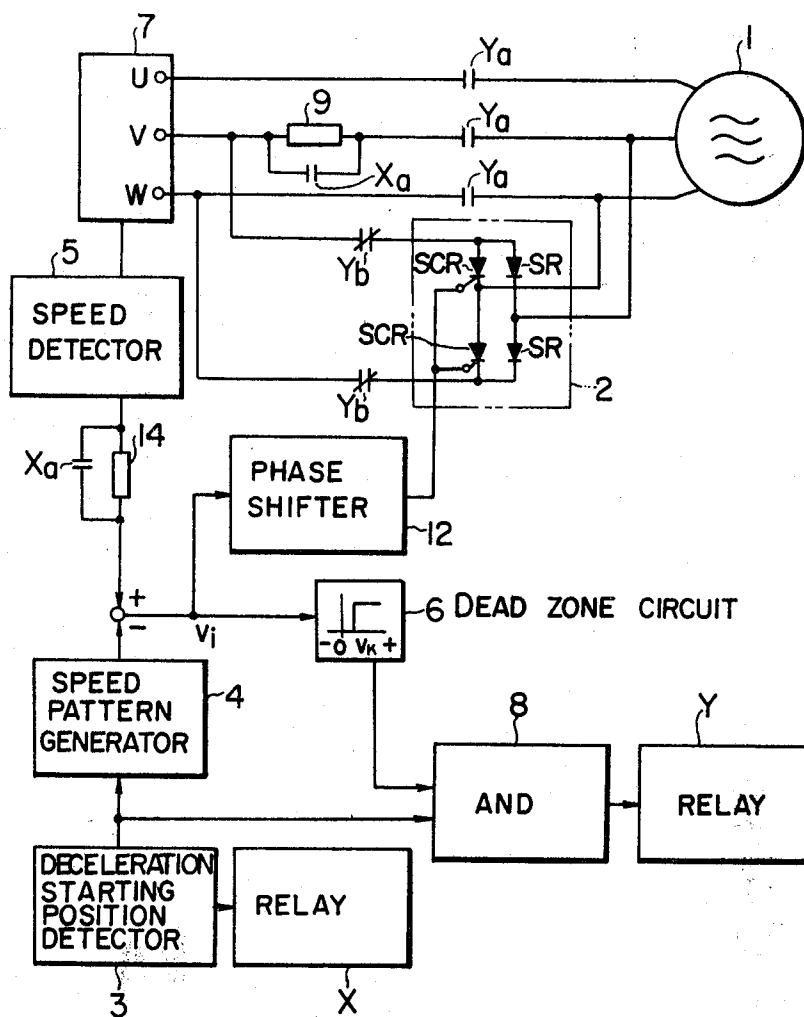 7
1
U
Ya
9
V
Ya
Xa
W
Ya
5
SCR
SR
Yb
SPEED
DETECTOR
SCR
SR
Yb
2
14
Xa
PHASE
SHIFTER
12
+
-
Vi
-0 VK +
6 DEAD ZONE CIRCUIT
SPEED
PATTERN
GENERATOR
4
8
Y
AND
RELAY
DECELERATION
STARTING
POSITION
DETECTOR
RELAY
3
X